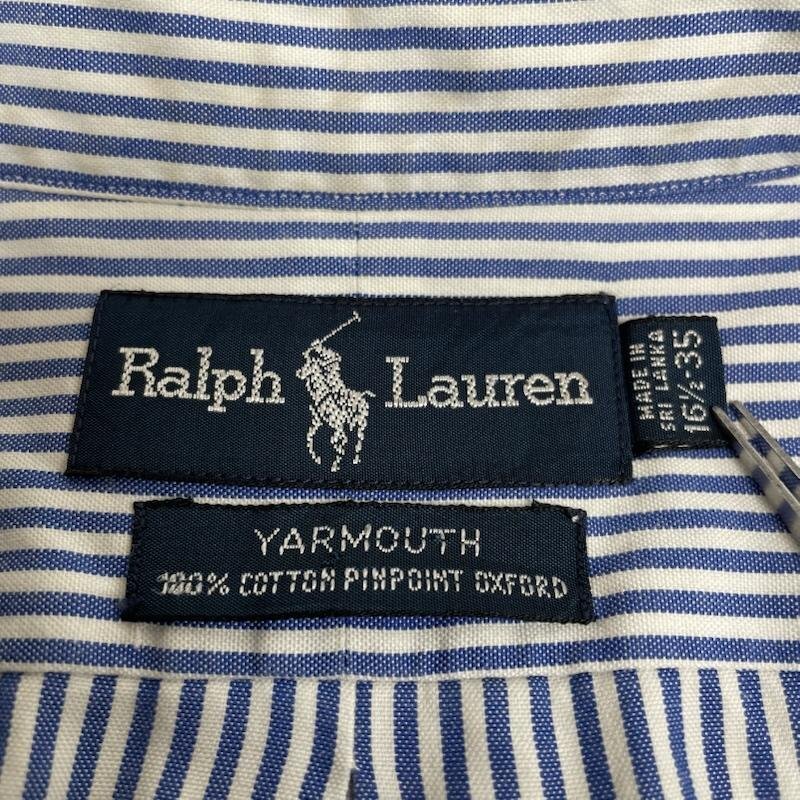 Ralph Lauren
MADE IN
SRI LANKA
16½-35
YARMOUTH
100% COTTON PINPOINT OXFORD